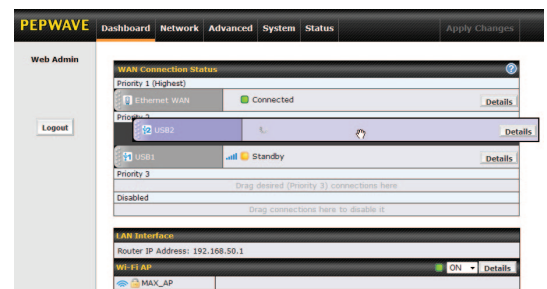 PEPWAVE Dashboard Network Advanced System Status Apply Changes
Web Admin
Logout
WAN Connection Status
Priority 1 (Highest)
Ethernet WAN Connected Details
Priority 2
2 USB2 Details
1 USB1 Standby Details
Priority 3
Drag desired (Priority 3) connections here
Disabled
Drag connections here to disable it
LAN Interface
Router IP Address: 192.168.50.1
Wi-Fi AP ON Details
MAX_AP